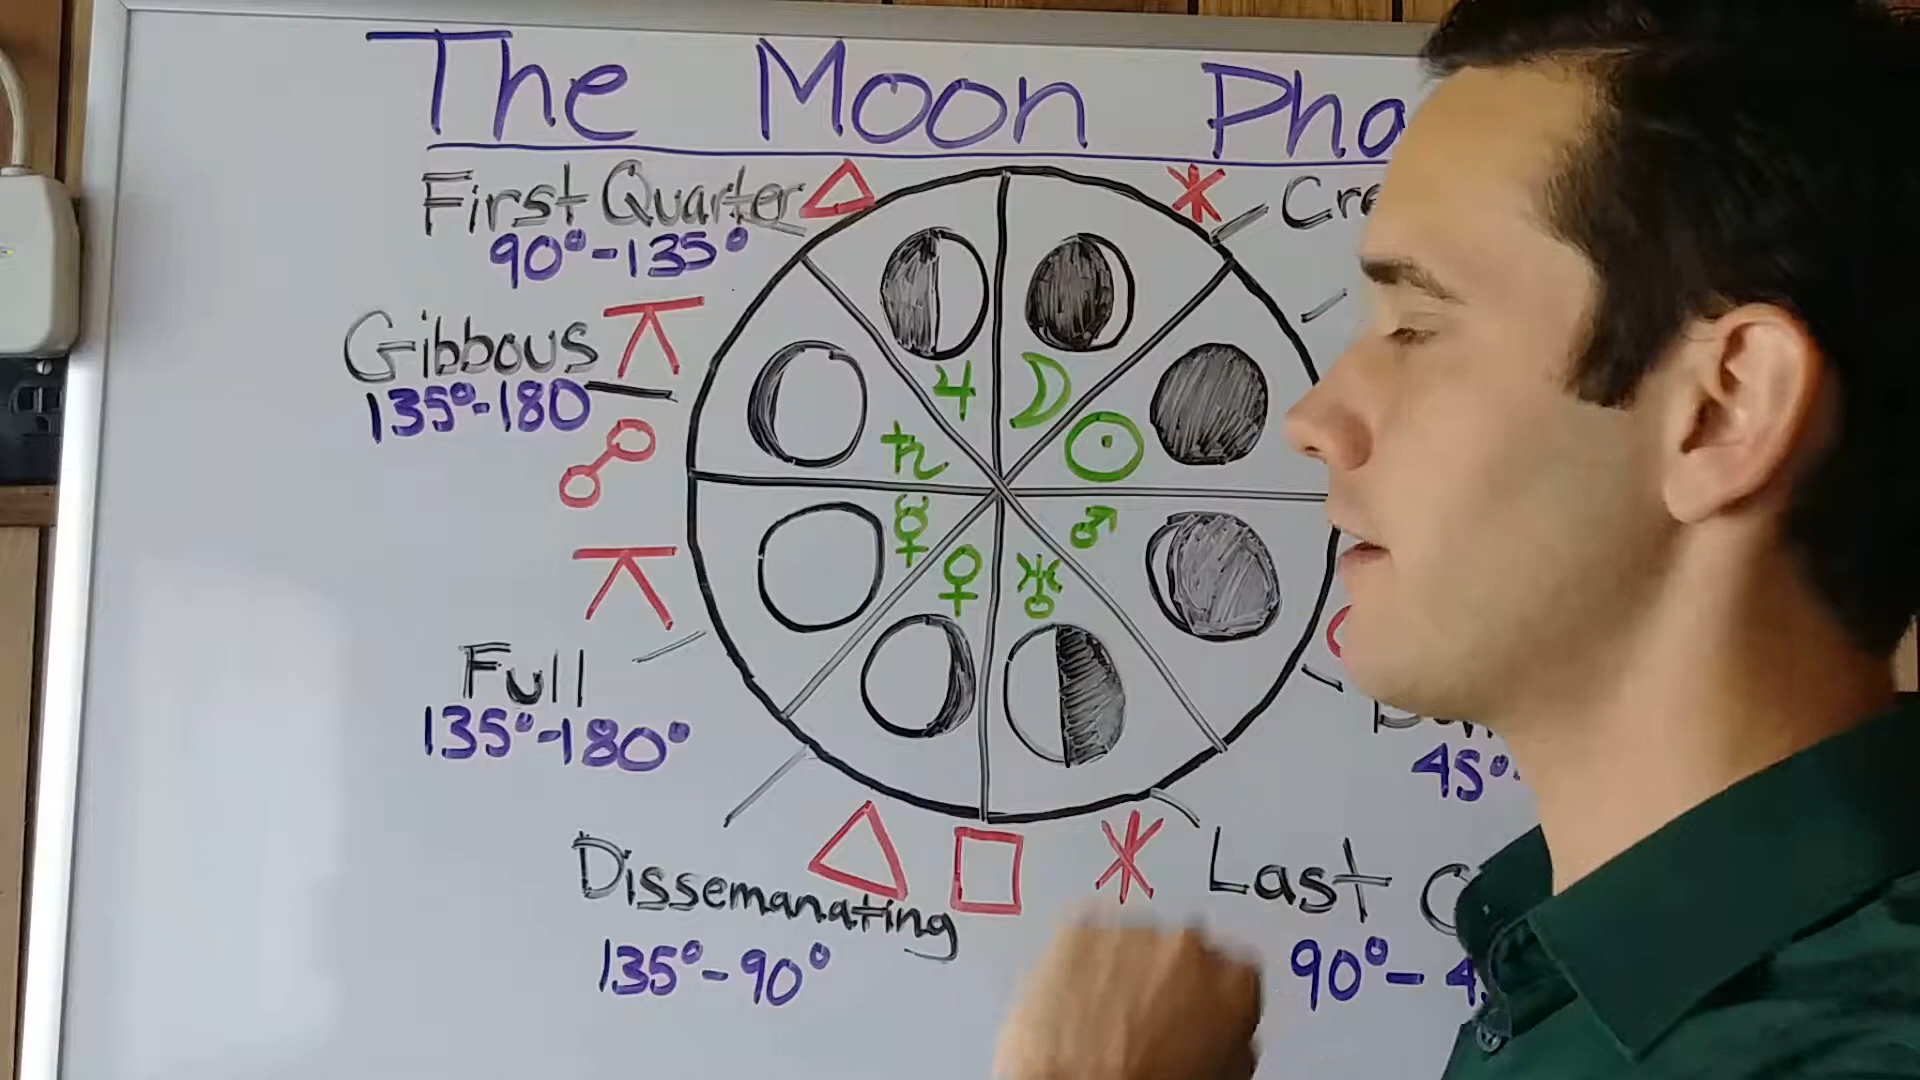 The Moon Pha
First Quarter
90°-135°
Cre
Gibbous
135°-180
Full
135°-180°
45°-
Dissemanating
135°-90°
Last
90°-4